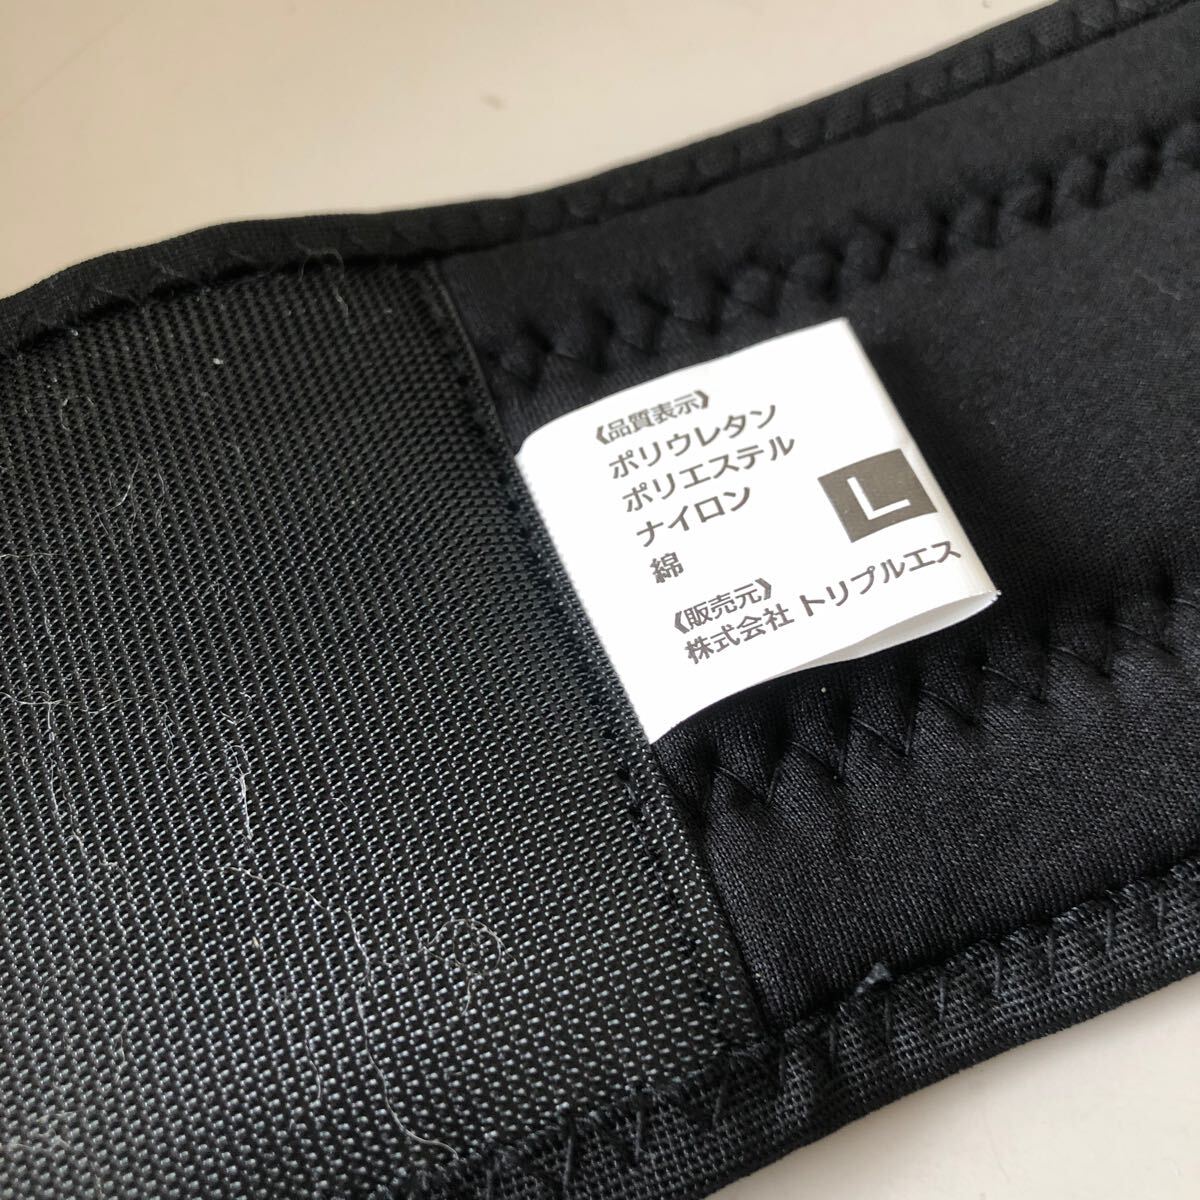 《品質表示》
ポリウレタン
ポリエステル
ナイロン
綿
L
《販売元》
株式会社 トリプルエス